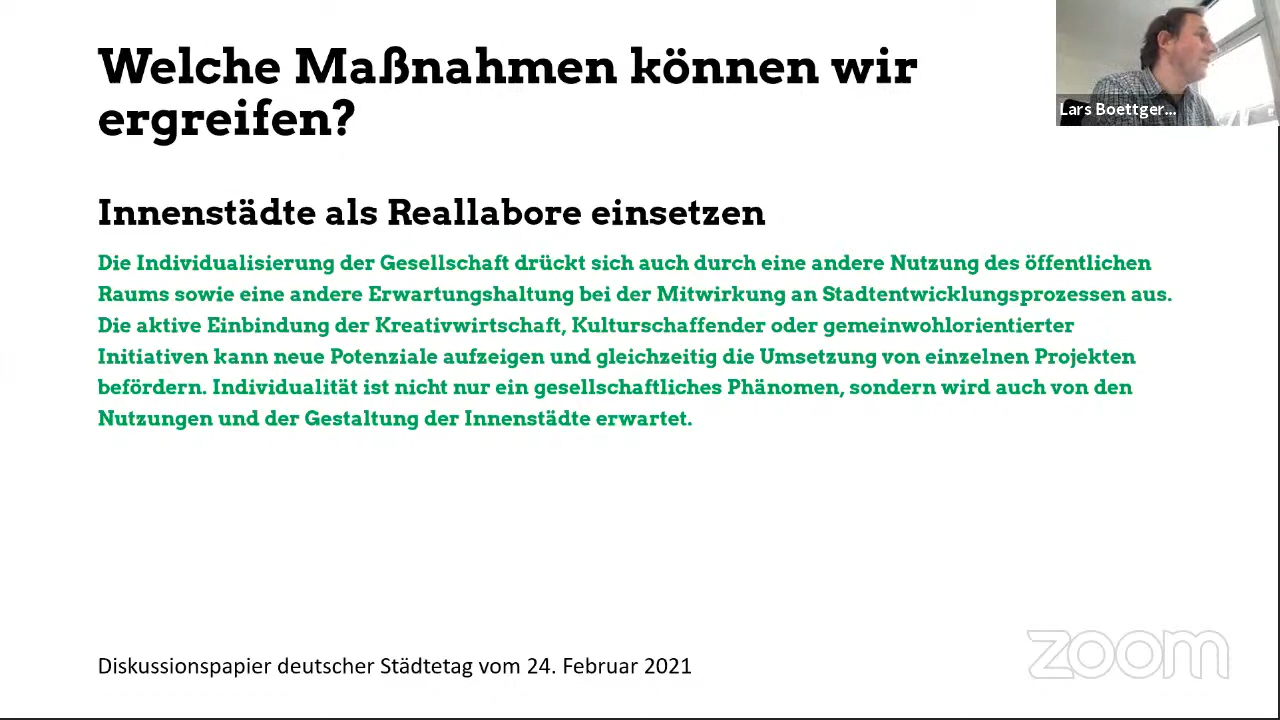 Welche Maßnahmen können wir
ergreifen?
Lars Boettger...
Innenstädte als Reallabore einsetzen
Die Individualisierung der Gesellschaft drückt sich auch durch eine andere Nutzung des öffentlichen
Raums sowie eine andere Erwartungshaltung bei der Mitwirkung an Stadtentwicklungsprozessen aus.
Die aktive Einbindung der Kreativwirtschaft, Kulturschaffender oder gemeinwohlorientierter
Initiativen kann neue Potenziale aufzeigen und gleichzeitig die Umsetzung von einzelnen Projekten
befördern. Individualität ist nicht nur ein gesellschaftliches Phänomen, sondern wird auch von den
Nutzungen und der Gestaltung der Innenstädte erwartet.
Diskussionspapier deutscher Städtetag vom 24. Februar 2021
zoom